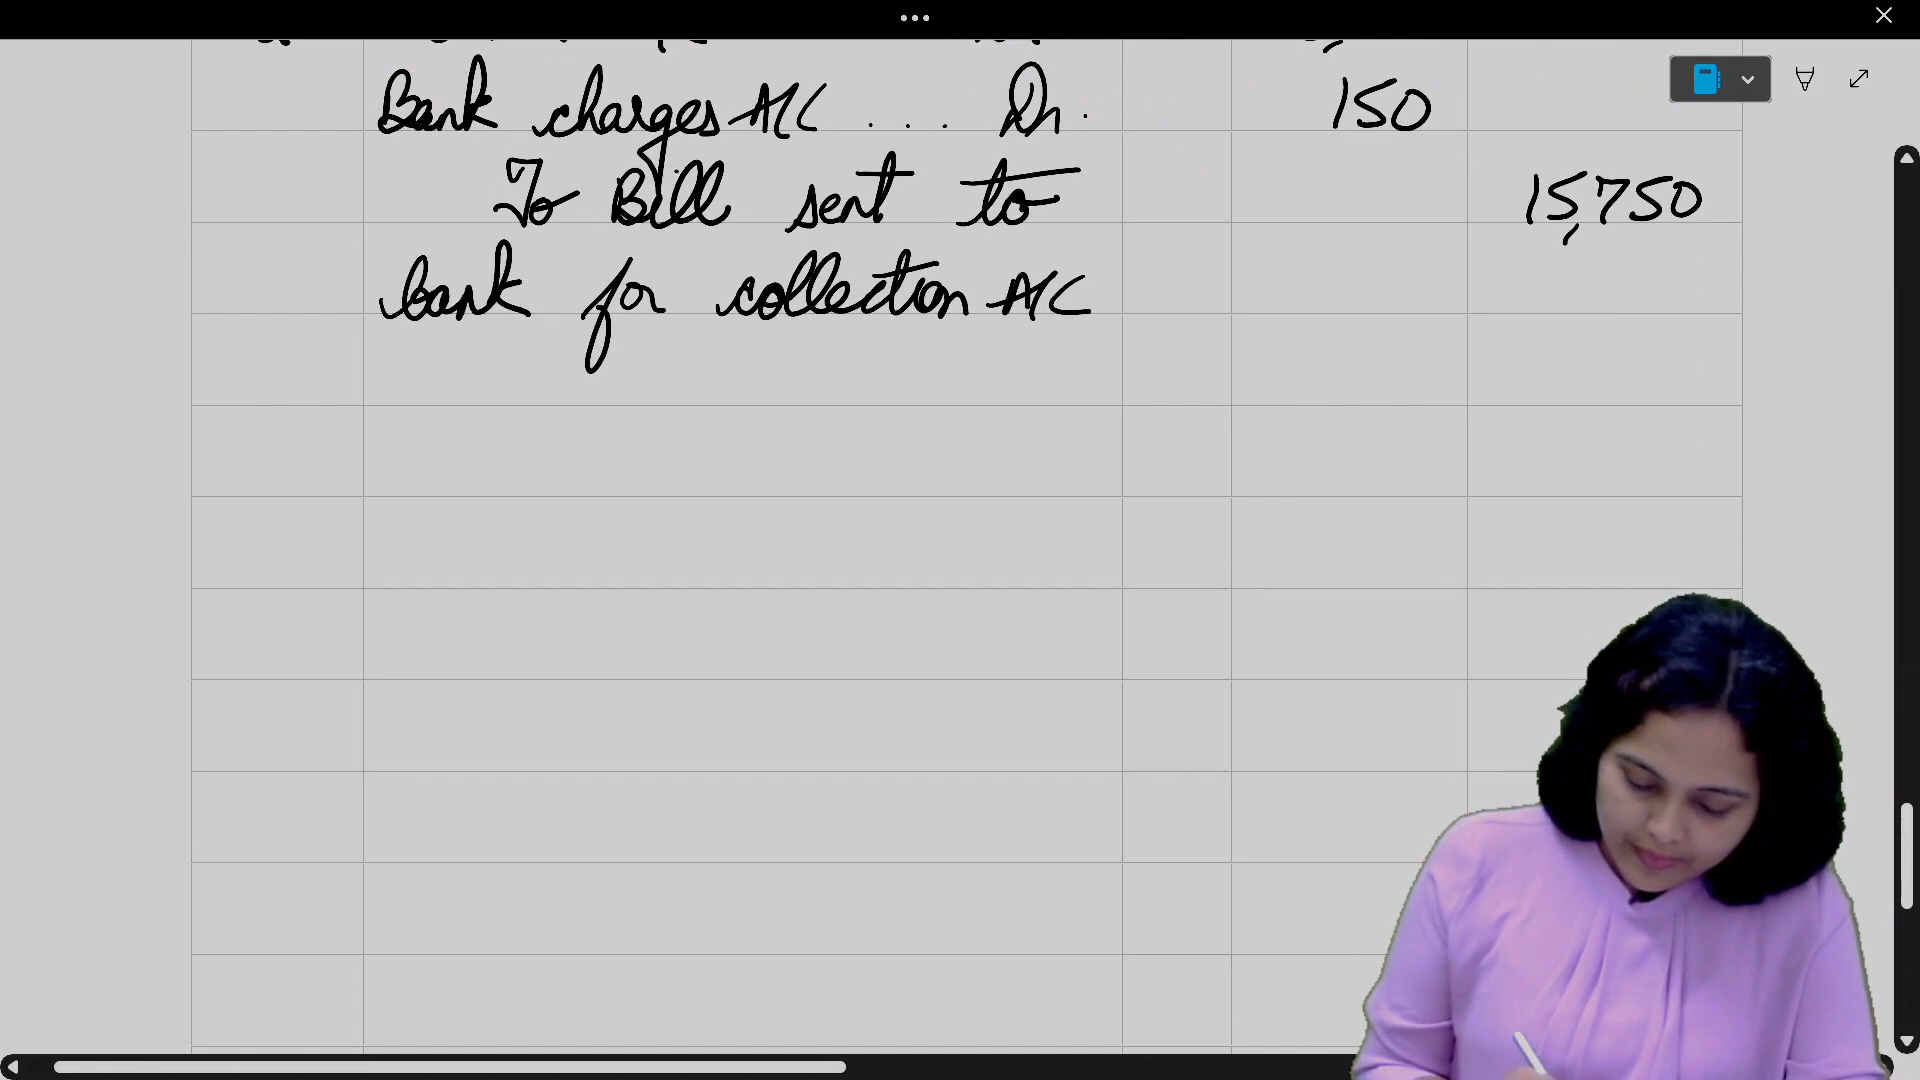 Bank charges A/C ... Dr. 150
To Bill sent to 15,750
bank for collection A/C